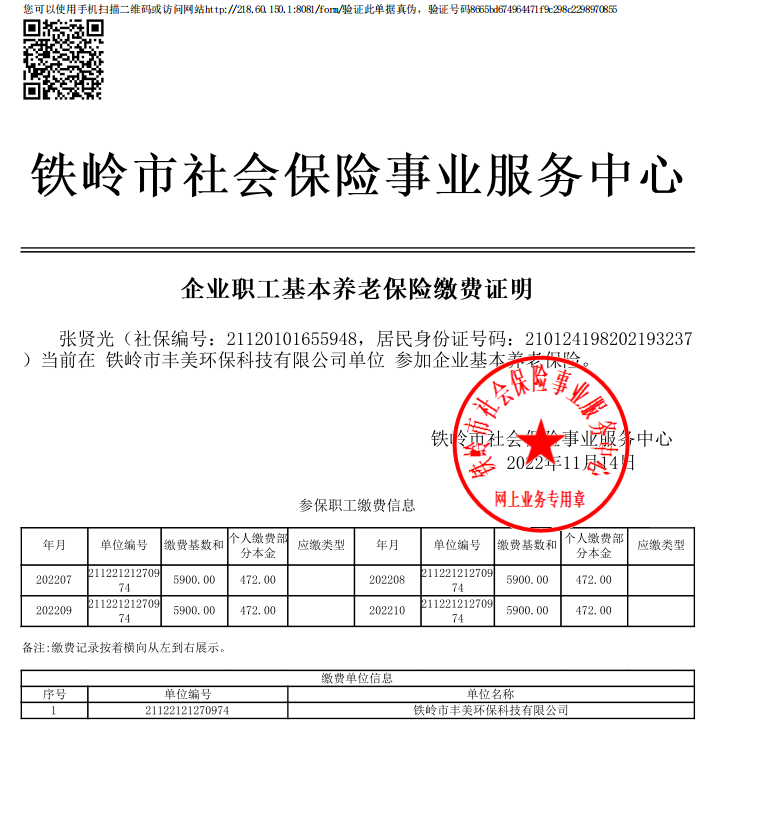 您可以使用手机扫描二维码或访问网站http://218.60.150.1:8081/form/验证此单据真伪，验证号码8665bd674964471f9c298c2298970855
铁岭市社会保险事业服务中心
企业职工基本养老保险缴费证明
张贤光（社保编号：21120101655948，居民身份证号码：210124198202193237
）当前在 铁岭市丰美环保科技有限公司单位 参加企业基本养老保险。
铁岭市社会保险事业服务中心
铁岭市社会保险事业服务中心
2022年11月14日
网上业务专用章
参保职工缴费信息
年月 单位编号 缴费基数和 个人缴费部分本金 应缴类型 年月 单位编号 缴费基数和 个人缴费部分本金 应缴类型
202207 21122121270974 5900.00 472.00 202208 21122121270974 5900.00 472.00
202209 21122121270974 5900.00 472.00 202210 21122121270974 5900.00 472.00
备注:缴费记录按着横向从左到右展示。
缴费单位信息
序号 单位编号 单位名称
1 21122121270974 铁岭市丰美环保科技有限公司